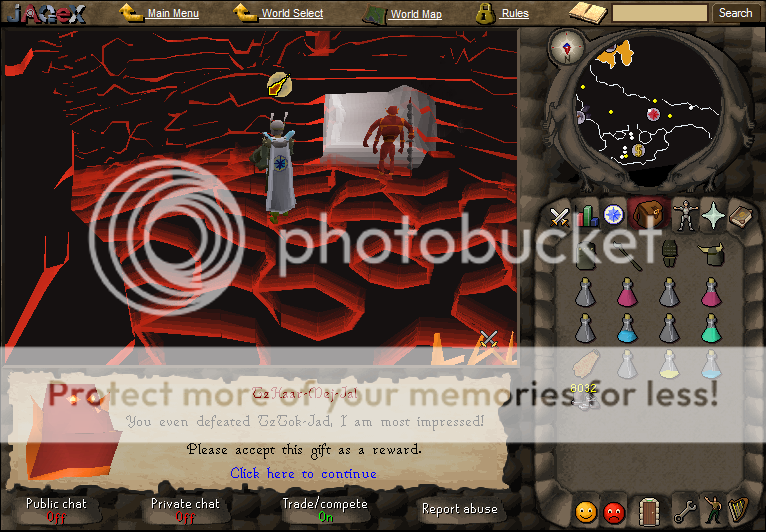 JAGeX
Main Menu
World Select
World Map
Rules
Search
N
photobucket
8032
Protect more of your memories for less!
TzHaar-Mej-Jal
You even defeated TzTok-Jad, I am most impressed!
Please accept this gift as a reward.
Click here to continue
Public chat
Off
Private chat
Off
Trade/compete
On
Report abuse